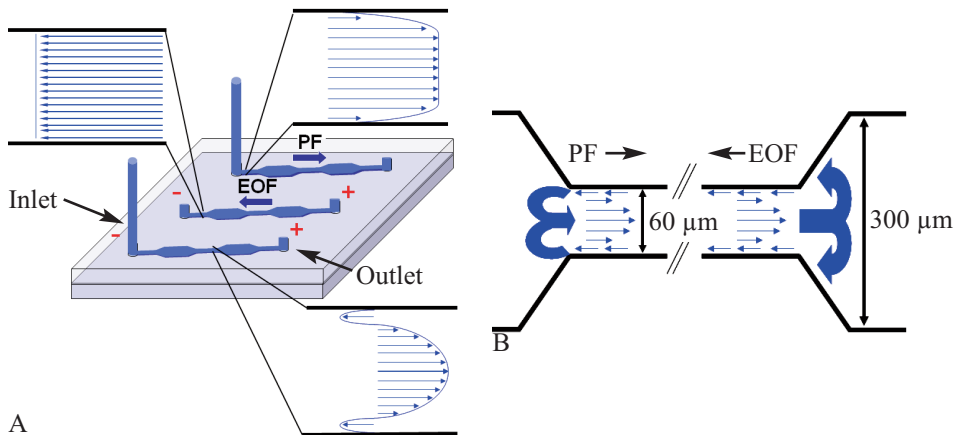 PF
EOF
-
+
-
+
Inlet
Outlet
A
PF
EOF
60 µm
300 µm
B